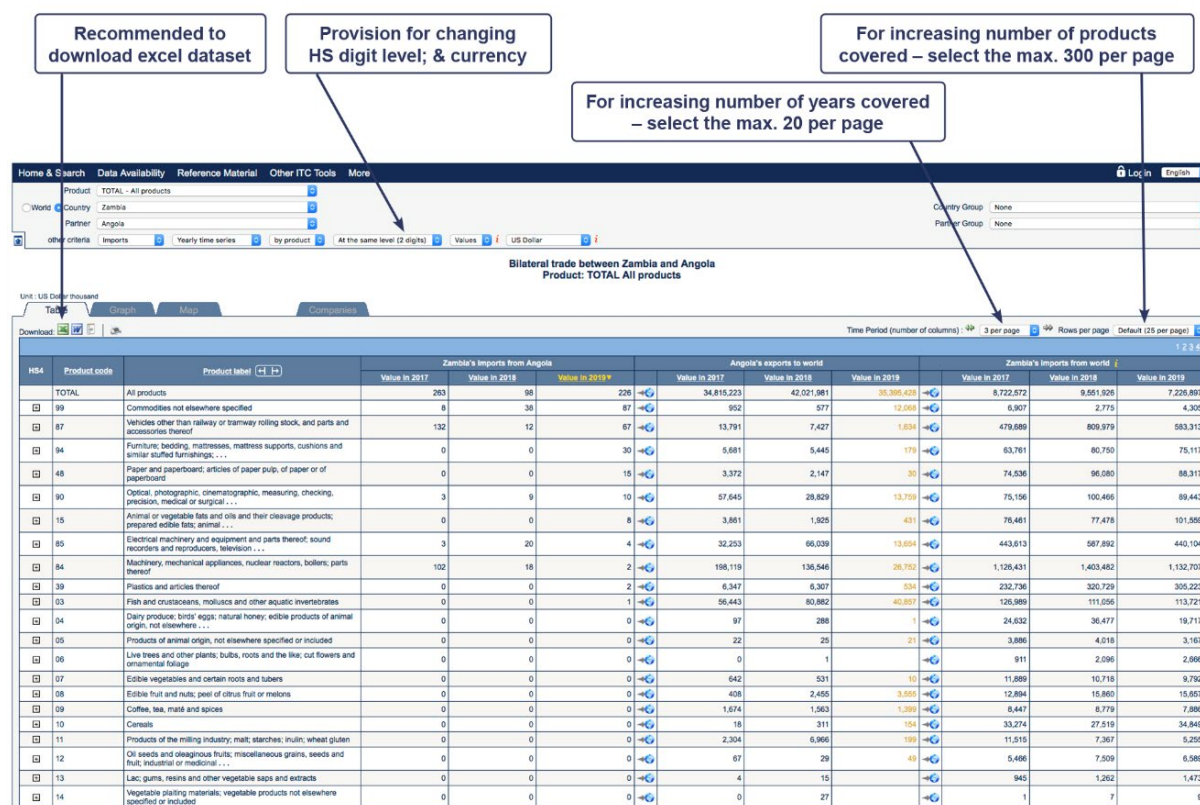 Recommended to
download excel dataset
Provision for changing
HS digit level; & currency
For increasing number of products
covered – select the max. 300 per page
For increasing number of years covered
– select the max. 20 per page
Home & Search Data Availability Reference Material Other ITC Tools More Login English
Product TOTAL - All products
World Country Zambia Country Group None
Partner Angola Partner Group None
other criteria Imports Yearly time series by product At the same level (2 digits) Values i US Dollar i
Bilateral trade between Zambia and Angola
Product: TOTAL All products
Unit : US Dollar thousand
Table Graph Map Companies
Download: Time Period (number of columns) : 3 per page Rows per page Default (25 per page)
1 2 3 4
HS4 Product code Product label Zambia's imports from Angola Angola's exports to world Zambia's imports from world i
Value in 2017 Value in 2018 Value in 2019 Value in 2017 Value in 2018 Value in 2019 Value in 2017 Value in 2018 Value in 2019
TOTAL All products 263 98 226 34,815,223 42,021,981 35,395,428 8,722,572 9,551,926 7,226,897
99 Commodities not elsewhere specified 8 38 87 952 577 12,068 6,907 2,775 4,305
87 Vehicles other than railway or tramway rolling stock, and parts and
accessories thereof 132 12 67 13,791 7,427 1,634 479,689 809,979 583,313
94 Furniture; bedding, mattresses, mattress supports, cushions and
similar stuffed furnishings; . . . 0 0 30 5,681 5,445 179 63,761 80,750 75,117
48 Paper and paperboard; articles of paper pulp, of paper or of
paperboard 0 0 15 3,372 2,147 30 74,536 96,080 88,317
90 Optical, photographic, cinematographic, measuring, checking,
precision, medical or surgical . . . 3 9 10 57,645 28,829 13,759 75,156 100,466 89,443
15 Animal or vegetable fats and oils and their cleavage products;
prepared edible fats; animal . . . 0 0 8 3,861 1,925 431 76,461 77,478 101,559
85 Electrical machinery and equipment and parts thereof; sound
recorders and reproducers, television . . . 3 20 4 32,253 66,039 13,654 443,613 587,892 440,104
84 Machinery, mechanical appliances, nuclear reactors, boilers; parts
thereof 102 18 2 198,119 136,546 26,752 1,126,431 1,403,482 1,132,707
39 Plastics and articles thereof 0 0 2 6,347 6,307 534 232,736 320,729 305,223
03 Fish and crustaceans, molluscs and other aquatic invertebrates 0 0 1 56,443 80,882 40,857 126,989 111,056 113,721
04 Dairy produce; birds' eggs; natural honey; edible products of animal
origin, not elsewhere . . . 0 0 0 97 288 1 24,632 36,477 19,717
05 Products of animal origin, not elsewhere specified or included 0 0 0 22 25 21 3,886 4,018 3,167
06 Live trees and other plants; bulbs, roots and the like; cut flowers and
ornamental foliage 0 0 0 0 1 911 2,096 2,666
07 Edible vegetables and certain roots and tubers 0 0 0 642 531 10 11,889 10,718 9,792
08 Edible fruit and nuts; peel of citrus fruit or melons 0 0 0 408 2,455 3,555 12,894 15,860 15,657
09 Coffee, tea, maté and spices 0 0 0 1,674 1,563 1,399 8,447 8,779 7,886
10 Cereals 0 0 0 18 311 154 33,274 27,519 34,849
11 Products of the milling industry; malt; starches; inulin; wheat gluten 0 0 0 2,304 6,966 199 11,515 7,367 5,255
12 Oil seeds and oleaginous fruits; miscellaneous grains, seeds and
fruit; industrial or medicinal . . . 0 0 0 67 29 49 5,466 7,509 6,589
13 Lac; gums, resins and other vegetable saps and extracts 0 0 0 4 15 945 1,262 1,473
14 Vegetable plaiting materials; vegetable products not elsewhere
specified or included 0 0 0 0 27 1 7